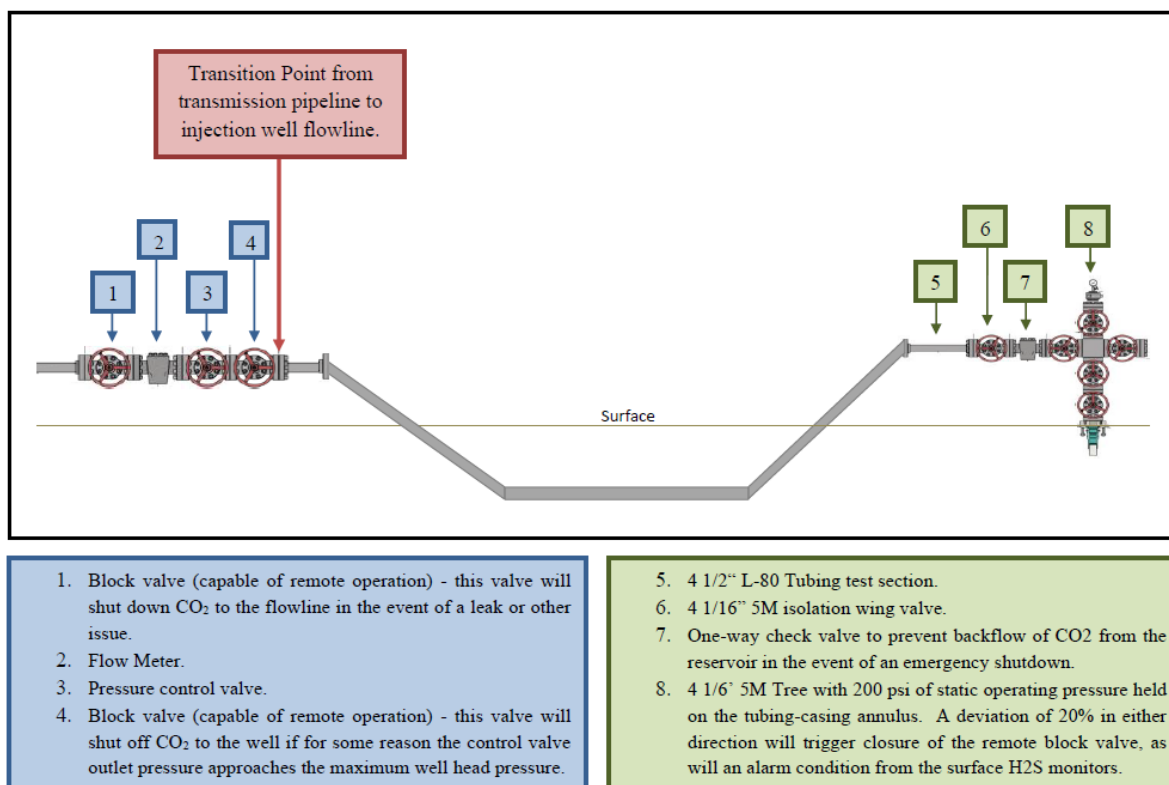 Transition Point from
transmission pipeline to
injection well flowline.
1
2
3
4
5
6
7
8
Surface
1. Block valve (capable of remote operation) - this valve will
shut down CO₂ to the flowline in the event of a leak or other
issue.
2. Flow Meter.
3. Pressure control valve.
4. Block valve (capable of remote operation) - this valve will
shut off CO₂ to the well if for some reason the control valve
outlet pressure approaches the maximum well head pressure.
5. 4 1/2“ L-80 Tubing test section.
6. 4 1/16” 5M isolation wing valve.
7. One-way check valve to prevent backflow of CO2 from the
reservoir in the event of an emergency shutdown.
8. 4 1/6’ 5M Tree with 200 psi of static operating pressure held
on the tubing-casing annulus. A deviation of 20% in either
direction will trigger closure of the remote block valve, as
will an alarm condition from the surface H2S monitors.